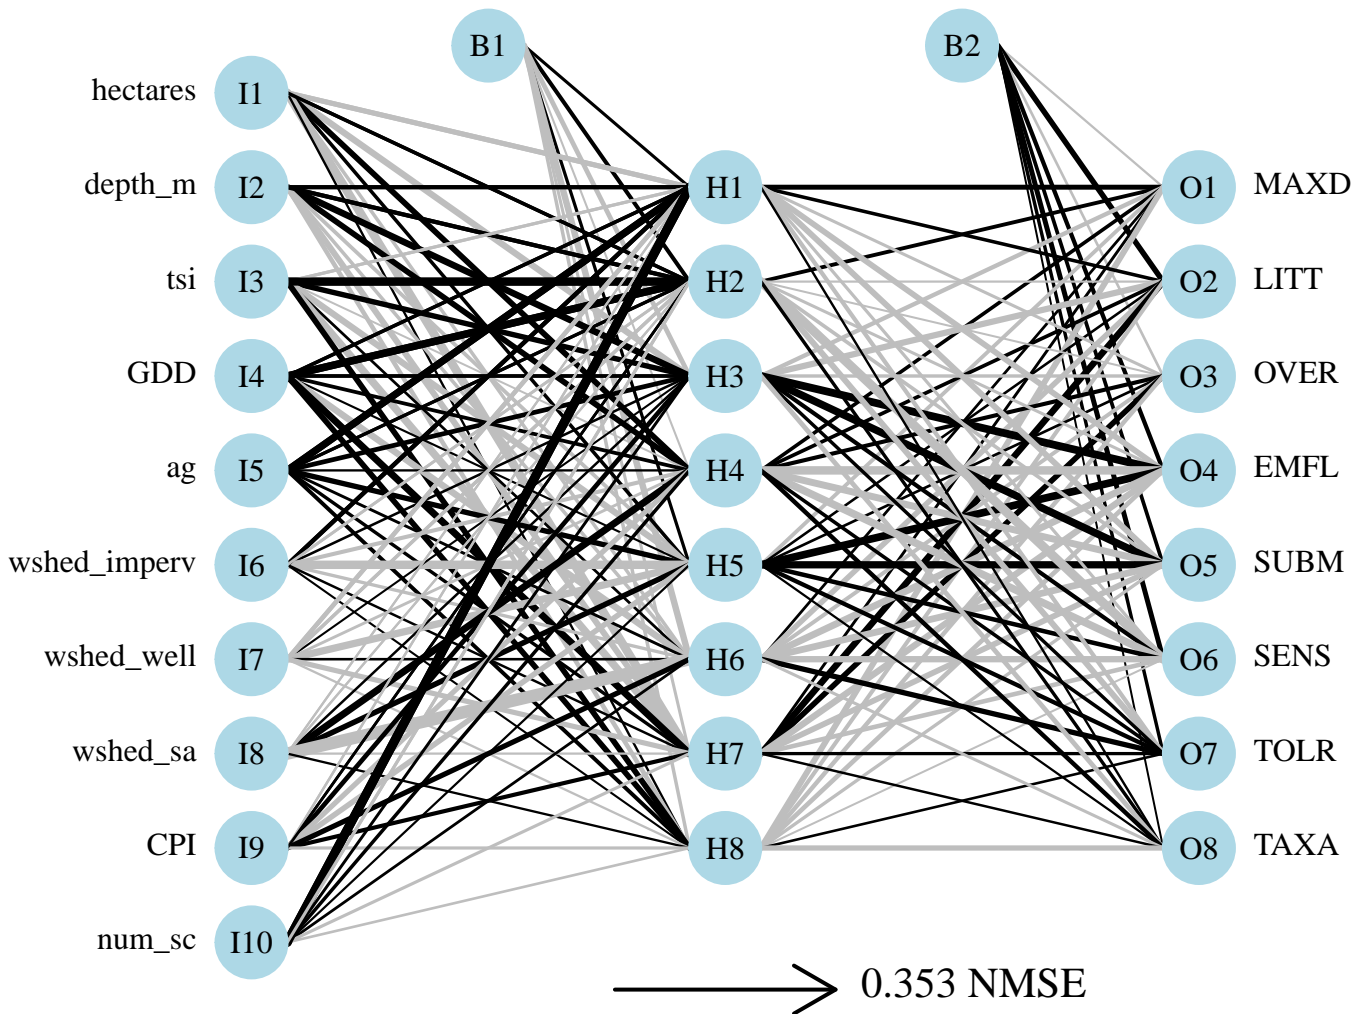 B1 B2
hectares I1
depth_m I2 H1 O1 MAXD
tsi I3 H2 O2 LITT
GDD I4 H3 O3 OVER
ag I5 H4 O4 EMFL
wshed_imperv I6 H5 O5 SUBM
wshed_well I7 H6 O6 SENS
wshed_sa I8 H7 O7 TOLR
CPI I9 H8 O8 TAXA
num_sc I10
0.353 NMSE